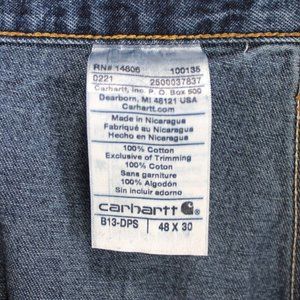 RN# 14806 100135
0221 2500037837
Carhartt, Inc. P.O. Box 600
Dearborn, MI 48121 USA
Carhartt.com
Made in Nicaragua
Fabriqué au Nicaragua
Hecho en Nicaragua
100% Cotton
Exclusive of Trimming
100% Coton
Sans garniture
100% Algodón
Sin incluir adorno
carhartt
B13-DPS 48 X 30